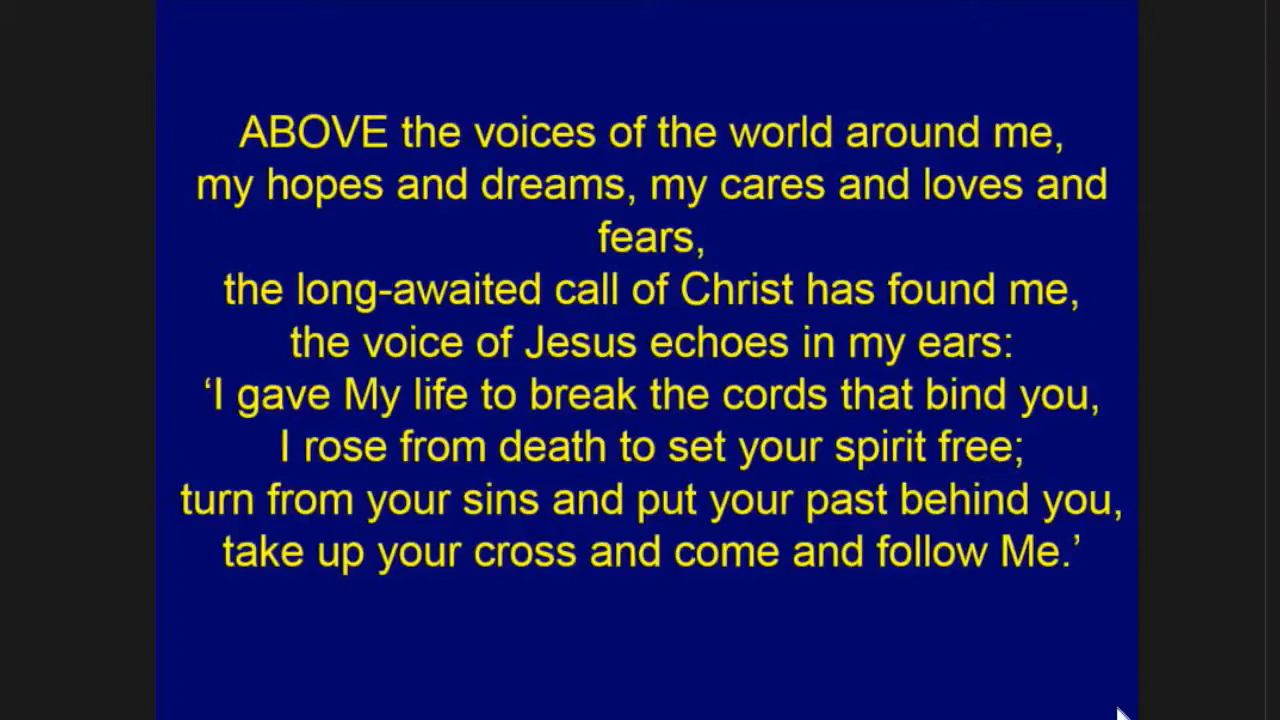 ABOVE the voices of the world around me,
my hopes and dreams, my cares and loves and
fears,
the long-awaited call of Christ has found me,
the voice of Jesus echoes in my ears:
‘I gave My life to break the cords that bind you,
I rose from death to set your spirit free;
turn from your sins and put your past behind you,
take up your cross and come and follow Me.’